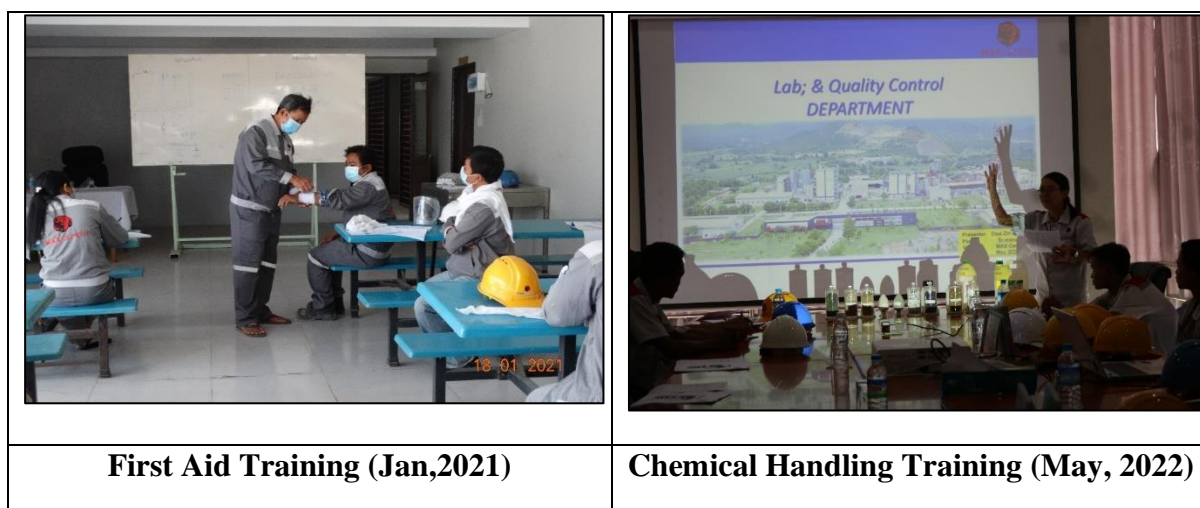 Lab; & Quality Control
DEPARTMENT
18 01 2021
First Aid Training (Jan,2021)
Chemical Handling Training (May, 2022)